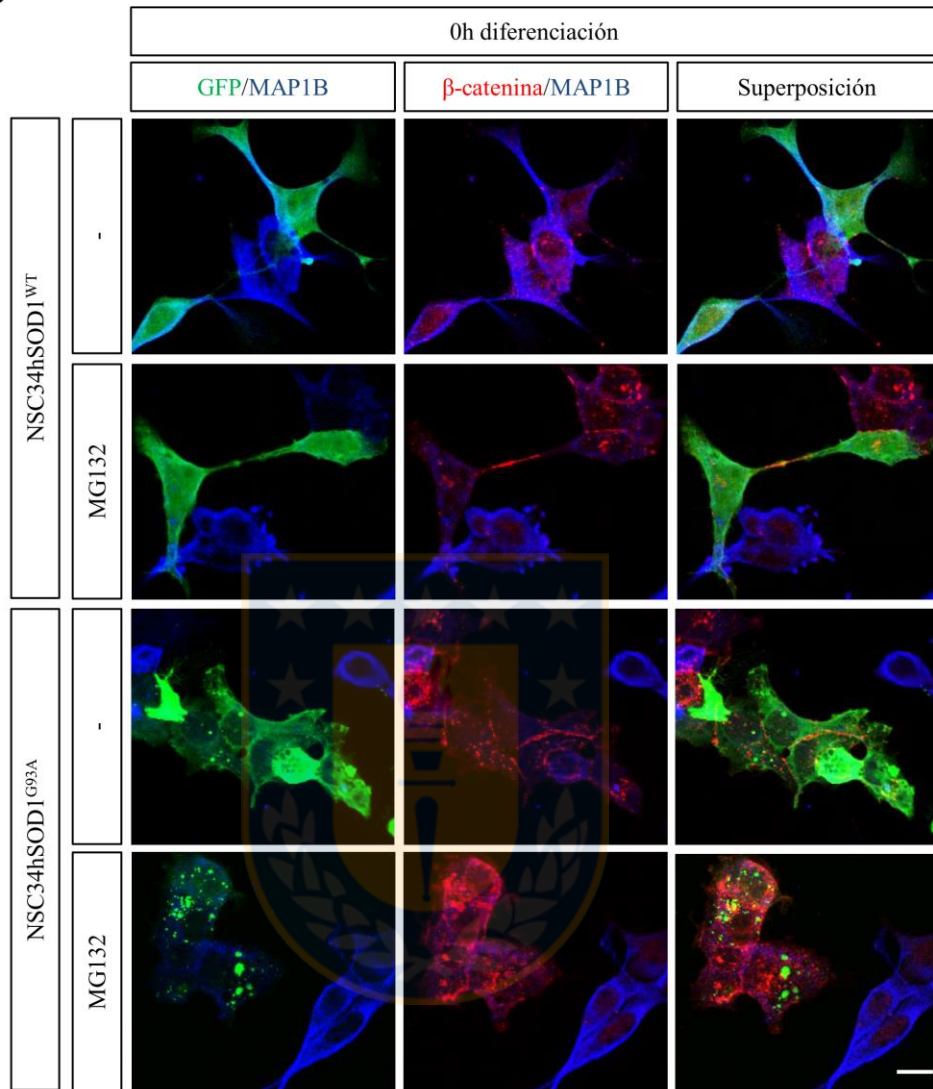 0h diferenciación
GFP/MAP1B
β-catenina/MAP1B
Superposición
NSC34hSOD1ᵂᵀ
-
MG132
NSC34hSOD1ᴳ⁹³ᴬ
-
MG132